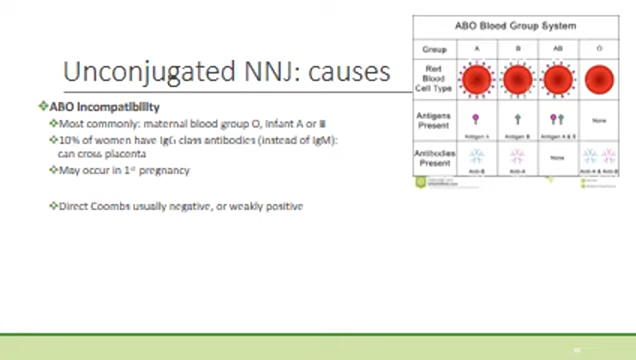 Unconjugated NNJ: causes
❖ABO Incompatibility
❖Most commonly: maternal blood group O, Infant A or B
❖10% of women have IgG class antibodies (instead of IgM):
can cross placenta
❖May occur in 1st pregnancy
❖Direct Coombs usually negative, or weakly positive
ABO Blood Group System
Group A B AB O
Red
Blood
Cell Type
Antigens
Present
None
Antigen A Antigen B Antigen A & B
Antibodies
Present
None
Anti-B Anti-A Anti-A & Anti-B